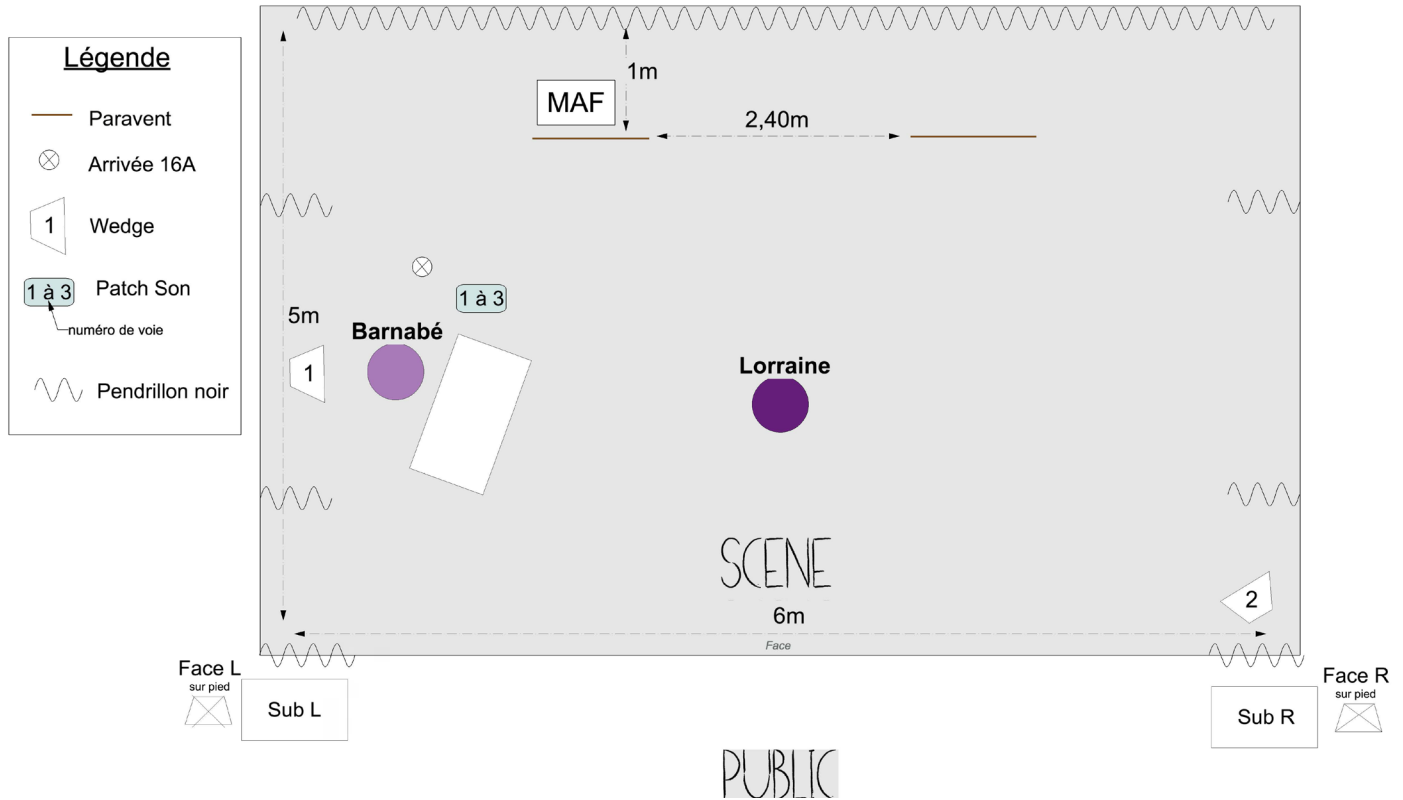 Légende
Paravent
Arrivée 16A
1
Wedge
1 à 3
Patch Son
numéro de voie
Pendrillon noir
1m
MAF
2,40m
1 à 3
5m
Barnabé
1
Lorraine
SCENE
2
6m
Face
Face L
sur pied
Sub L
Face R
sur pied
Sub R
PUBLIC